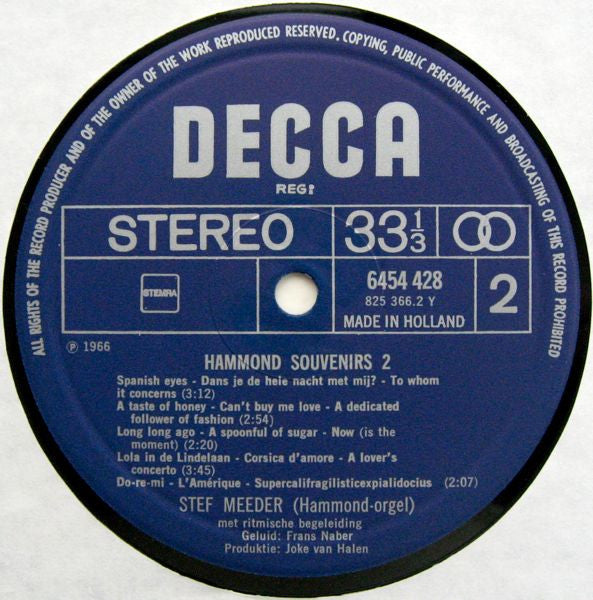 ALL RIGHTS OF THE RECORD PRODUCER AND OF THE OWNER OF THE WORK REPRODUCED RESERVED. COPYING, PUBLIC PERFORMANCE AND BROADCASTING OF THIS RECORD PROHIBITED
DECCA
REG:
STEREO 33 1/3
STEMRA 6454 428 2
825 366.2 Y
MADE IN HOLLAND
℗ 1966
HAMMOND SOUVENIRS 2
Spanish eyes - Dans je de heie nacht met mij? - To whom
it concerns (3:12)
A taste of honey - Can't buy me love - A dedicated
follower of fashion (2:54)
Long long ago - A spoonful of sugar - Now (is the
moment) (2:20)
Lola in de Lindelaan - Corsica d'amore - A lover's
concerto (3:45)
Do-re-mi - L'Amérique - Supercalifragilisticexpialidocius (2:07)
STEF MEEDER (Hammond-orgel)
met ritmische begeleiding
Geluid: Frans Naber
Produktie: Joke van Halen